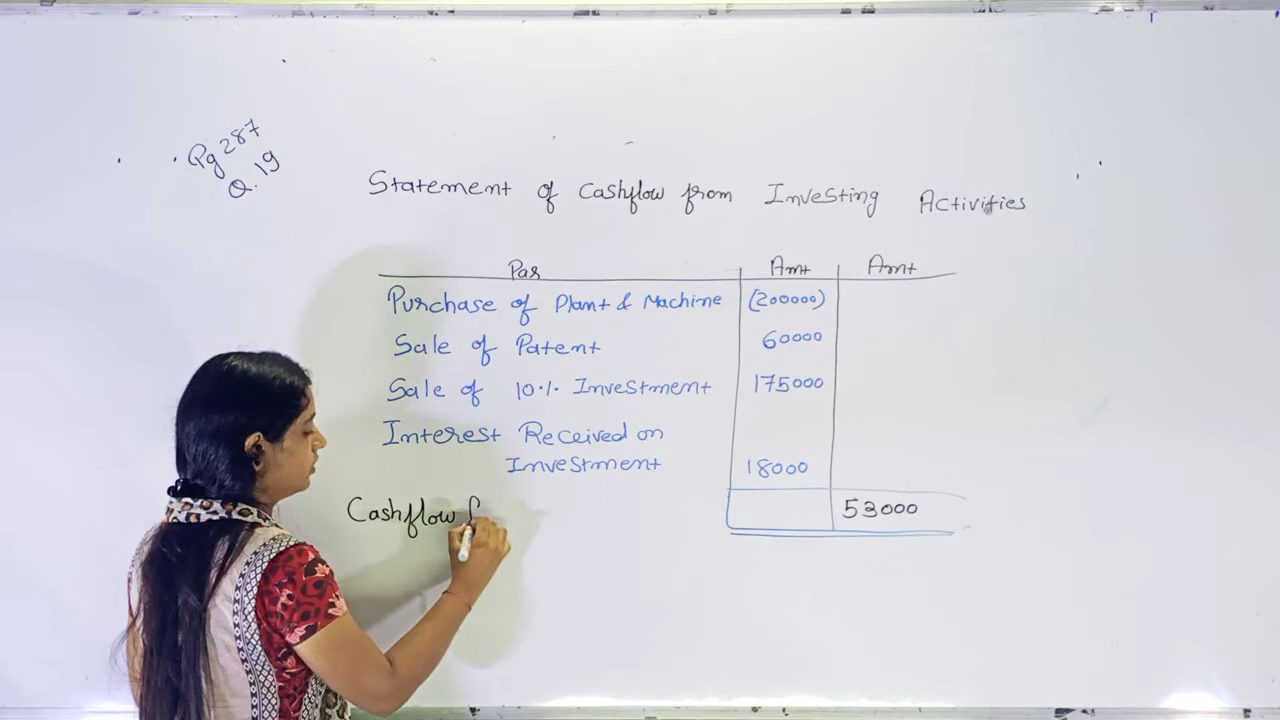 Pg 287
Q. 19
Statement of Cashflow from Investing Activities
Par Amt Amt
Purchase of Plant & Machine (200000)
Sale of Patent 60000
Sale of 10.1. Investment 175000
Interest Received on
Investment 18000
Cashflow f 53000